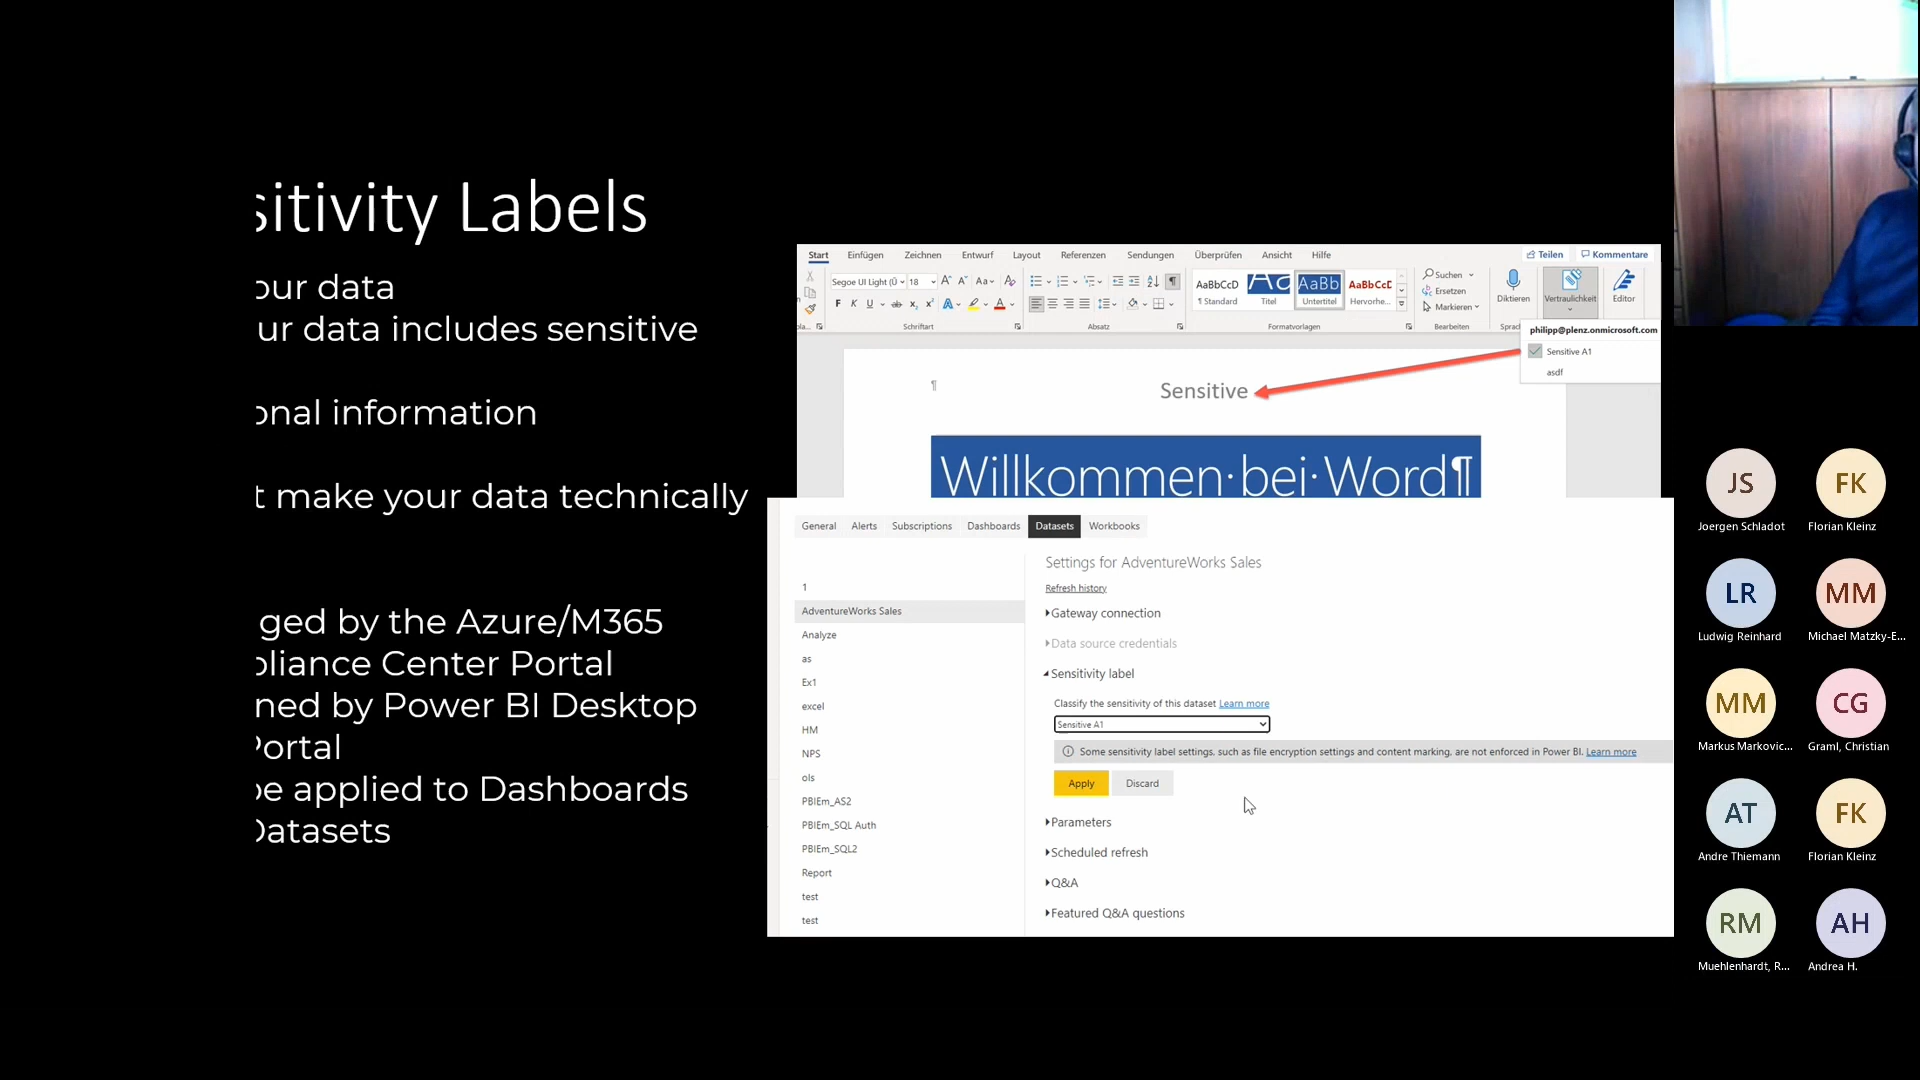 sitivity Labels
our data
ur data includes sensitive
onal information
t make your data technically
ged by the Azure/M365
pliance Center Portal
ned by Power BI Desktop
Portal
be applied to Dashboards
Datasets
Start Einfügen Zeichnen Entwurf Layout Referenzen Sendungen Überprüfen Ansicht Hilfe Teilen Kommentare
Segoe UI Light (Ü 18
F K U
AaBbCcD AaBb AaBbCcD
Standard Titel Untertitel Hervorhe...
Suchen
Ersetzen
Markieren
Diktieren Vertraulichkeit Editor
Schriftart Absatz Formatvorlagen Bearbeiten
philipp@plenz.onmicrosoft.com
Sensitive A1
asdf
Sensitive
Willkommen·bei·Word¶
General Alerts Subscriptions Dashboards Datasets Workbooks
1
AdventureWorks Sales
Analyze
as
Ex1
excel
HM
NPS
ols
PBIEm_AS2
PBIEm_SQL Auth
PBIEm_SQL2
Report
test
test
Settings for AdventureWorks Sales
Refresh history
Gateway connection
Data source credentials
Sensitivity label
Classify the sensitivity of this dataset Learn more
Sensitive A1
Some sensitivity label settings, such as file encryption settings and content marking, are not enforced in Power BI. Learn more
Apply Discard
Parameters
Scheduled refresh
Q&A
Featured Q&A questions
JS FK
Joergen Schladot Florian Kleinz
LR MM
Ludwig Reinhard Michael Matzky-E...
MM CG
Markus Markovic... Graml, Christian
AT FK
Andre Thiemann Florian Kleinz
RM AH
Muehlenhardt, R... Andrea H.